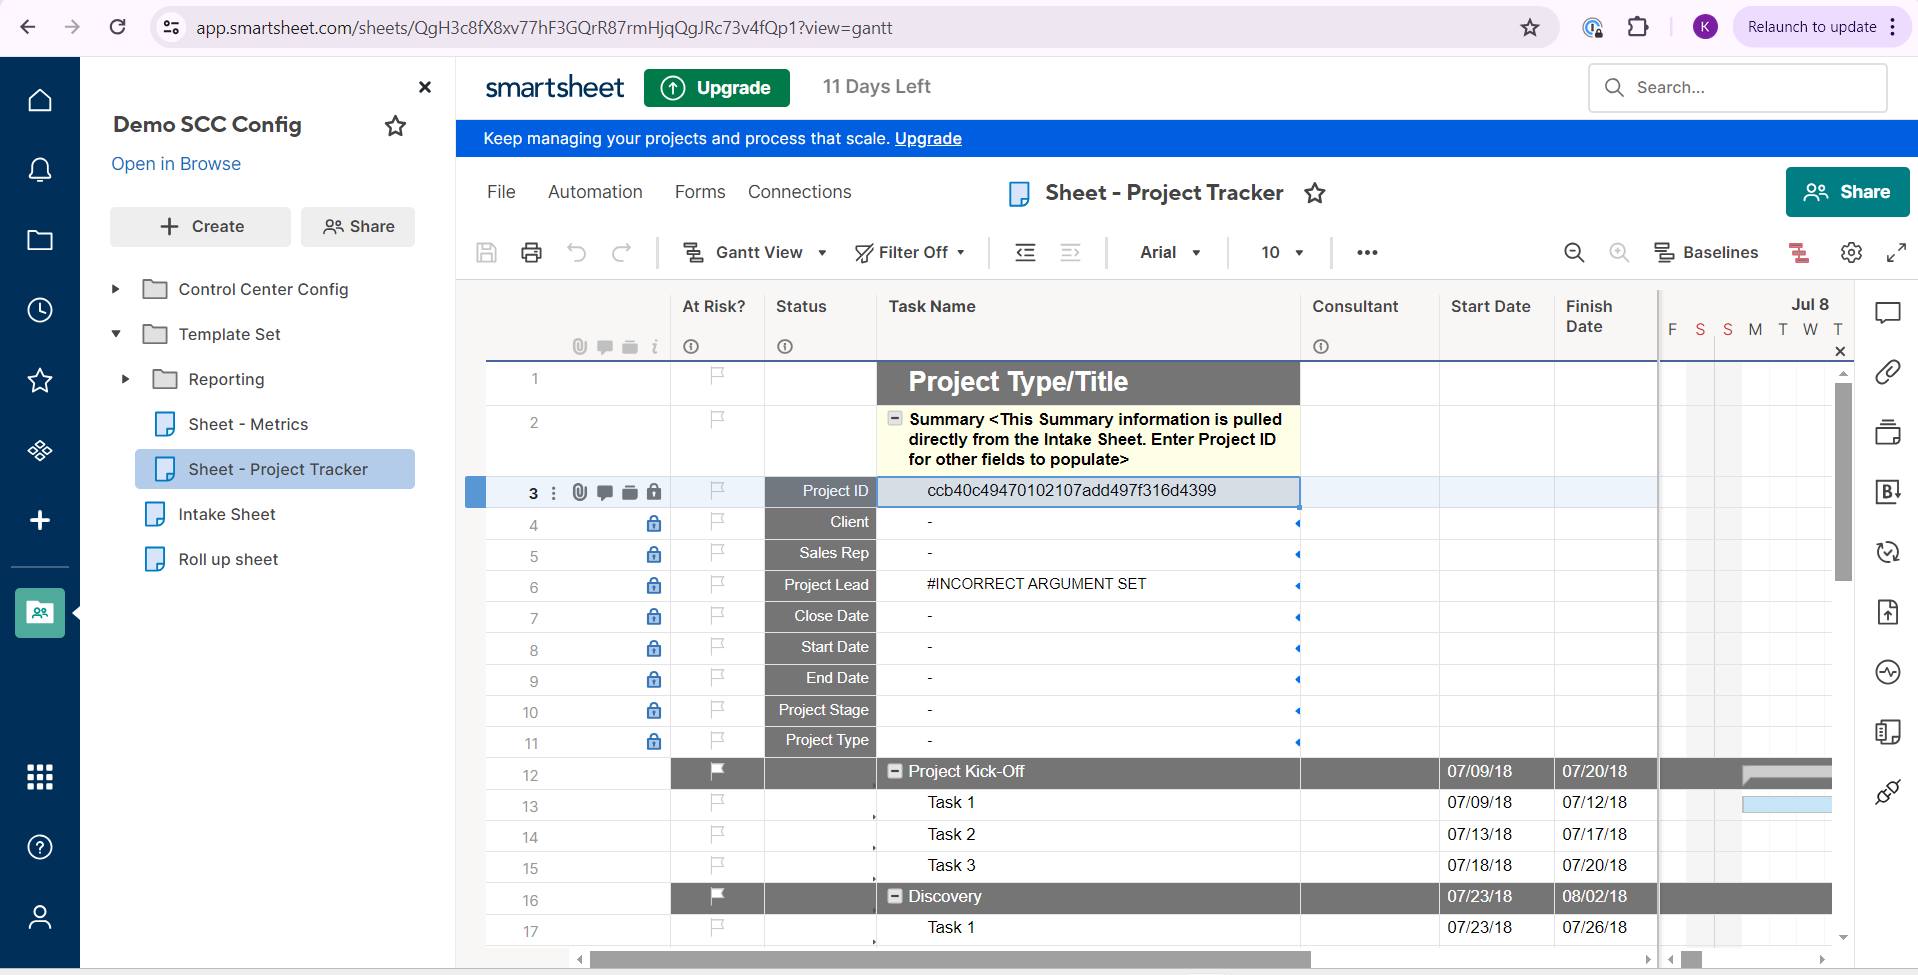 app.smartsheet.com/sheets/QgH3c8fX8xv77hF3GQrR87rmHjqQgJRc73v4fQp1?view=gantt
K
Relaunch to update
Demo SCC Config
Open in Browse
Create
Share
Control Center Config
Template Set
Reporting
Sheet - Metrics
Sheet - Project Tracker
Intake Sheet
Roll up sheet
smartsheet
Upgrade
11 Days Left
Search...
Keep managing your projects and process that scale. Upgrade
File
Automation
Forms
Connections
Sheet - Project Tracker
Share
Gantt View
Filter Off
Arial
10
Baselines
At Risk?
Status
Task Name
Consultant
Start Date
Finish Date
Jul 8
F S S M T W T
1 Project Type/Title
2 Summary <This Summary information is pulled
directly from the Intake Sheet. Enter Project ID
for other fields to populate>
3 Project ID ccb40c49470102107add497f316d4399
4 Client -
5 Sales Rep -
6 Project Lead #INCORRECT ARGUMENT SET
7 Close Date -
8 Start Date -
9 End Date -
10 Project Stage -
11 Project Type -
12 Project Kick-Off 07/09/18 07/20/18
13 Task 1 07/09/18 07/12/18
14 Task 2 07/13/18 07/17/18
15 Task 3 07/18/18 07/20/18
16 Discovery 07/23/18 08/02/18
17 Task 1 07/23/18 07/26/18